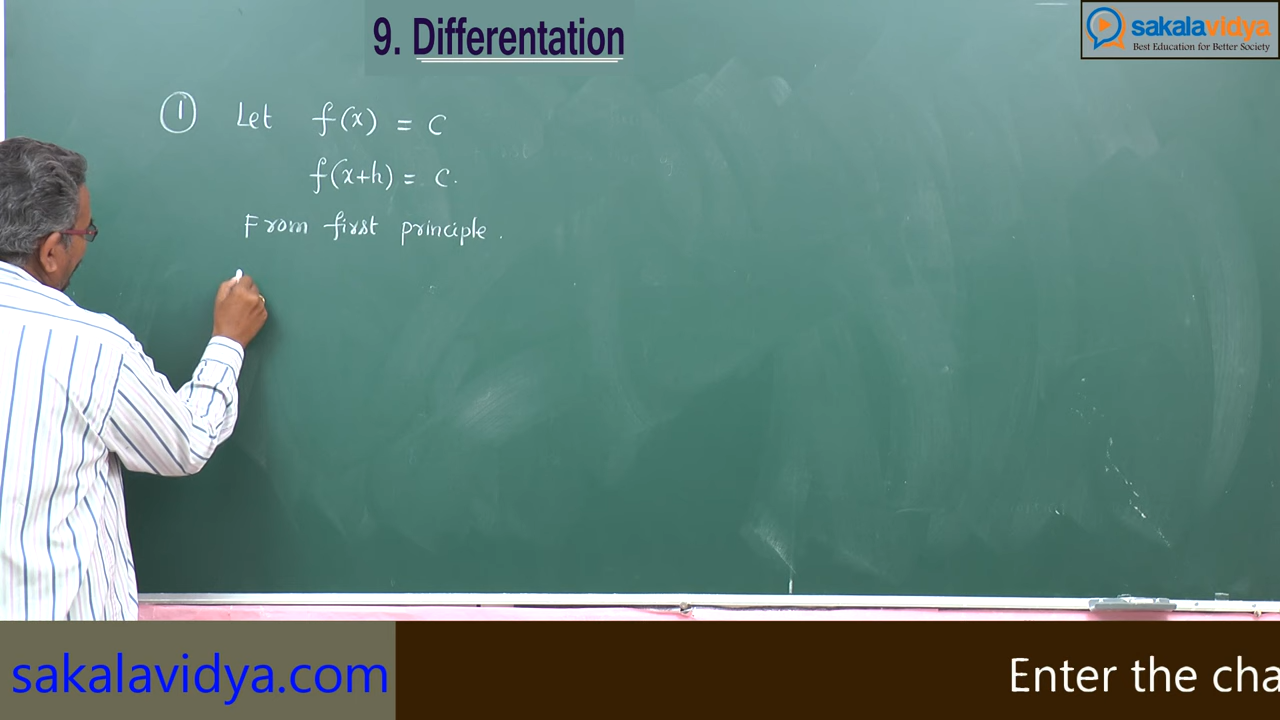 9. Differentation
sakalavidya
Best Education for Better Society
① Let f(x) = C
f(x+h) = C.
From first principle.
sakalavidya.com
Enter the cha